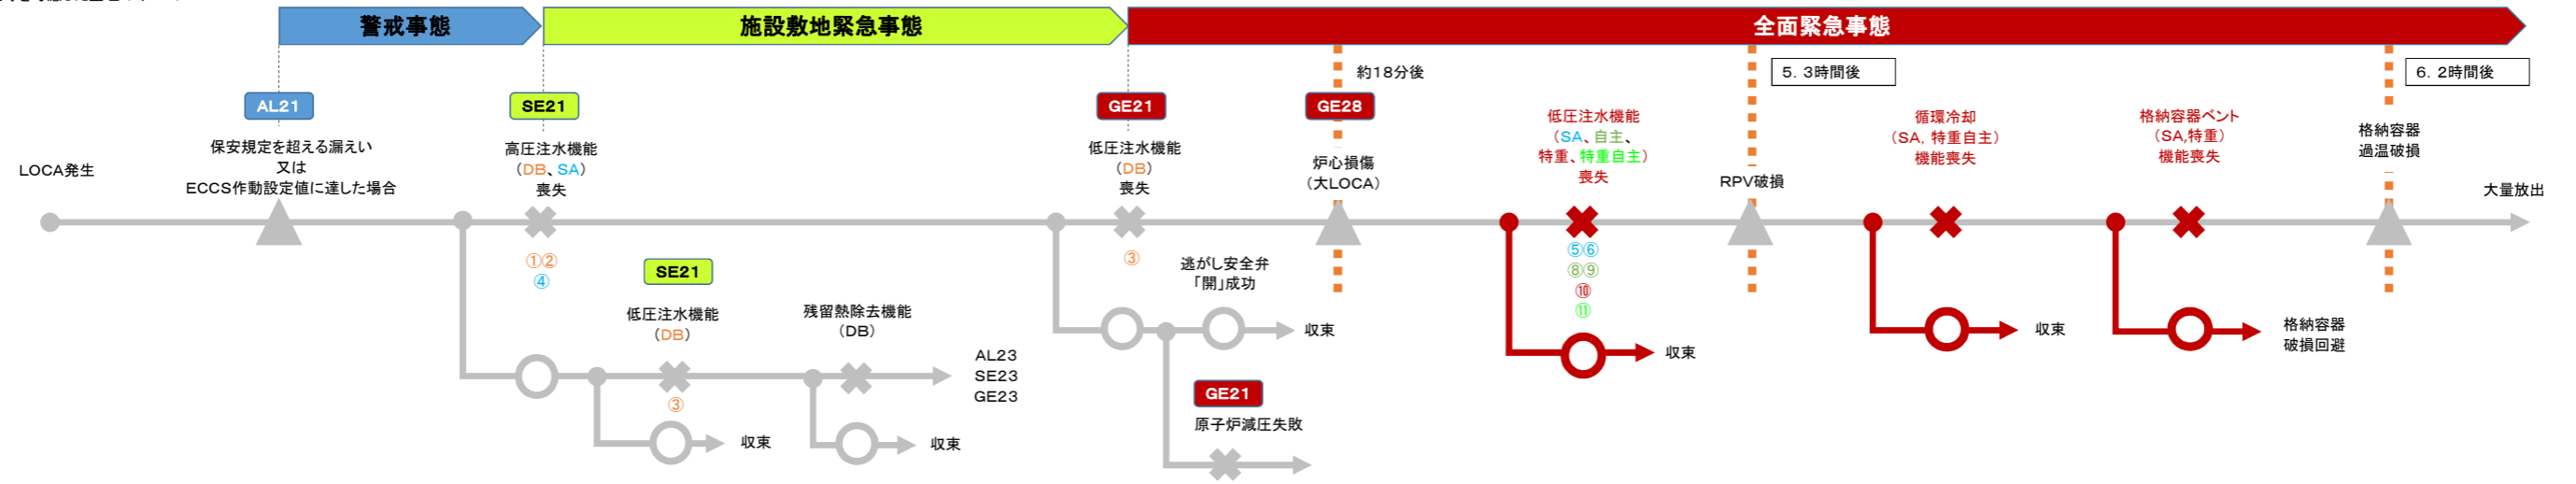 警戒事態
施設敷地緊急事態
全面緊急事態
約18分後
5. 3時間後
6. 2時間後
AL21
SE21
GE21
GE28
LOCA発生
保安規定を超える漏えい
又は
ECCS作動設定値に達した場合
高圧注水機能
(DB、SA)
喪失
低圧注水機能
(DB)
喪失
炉心損傷
(大LOCA)
低圧注水機能
(SA、自主、
特重、特重自主)
喪失
RPV破損
循環冷却
(SA, 特重自主)
機能喪失
格納容器ベント
(SA,特重)
機能喪失
格納容器
過温破損
大量放出
①②
④
③
⑤⑥
⑧⑨
⑩
⑪
SE21
低圧注水機能
(DB)
③
残留熱除去機能
(DB)
AL23
SE23
GE23
収束
収束
逃がし安全弁
「開」成功
収束
GE21
原子炉減圧失敗
収束
収束
格納容器
破損回避